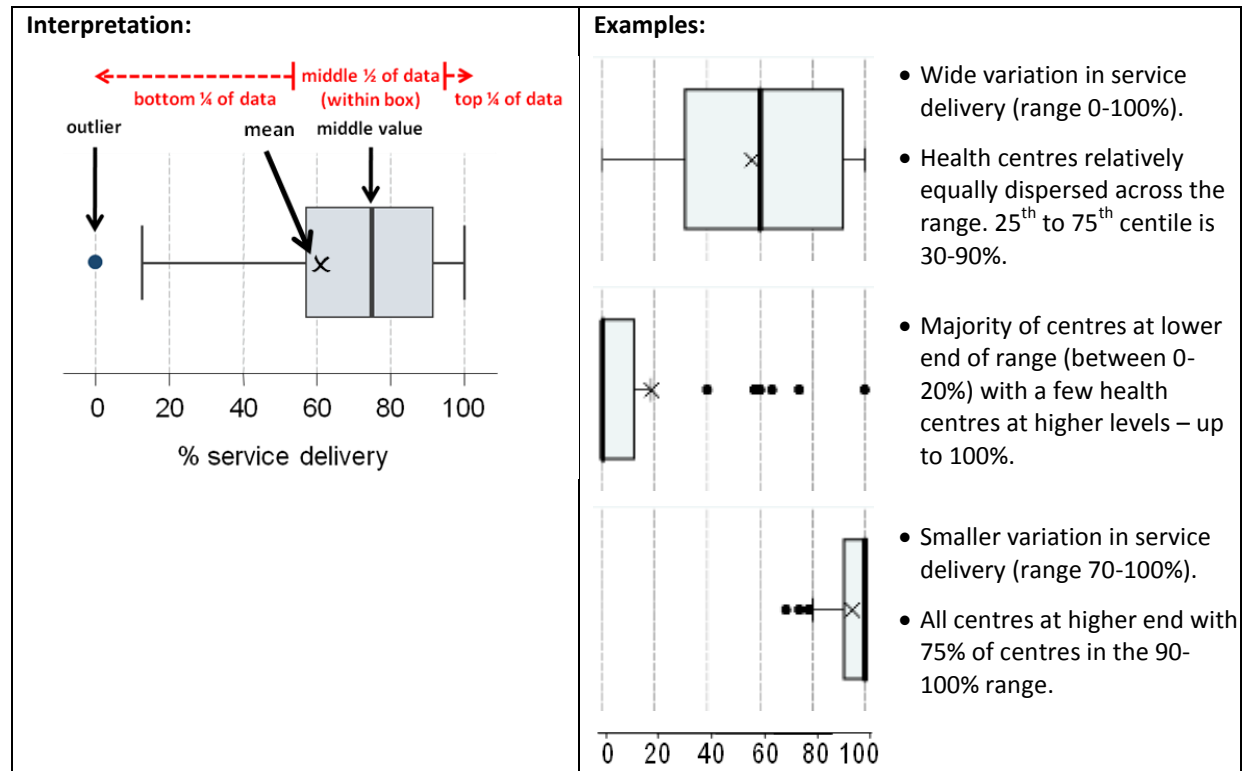 Interpretation:
middle ½ of data
(within box)
bottom ¼ of data
top ¼ of data
outlier
mean
middle value
0 20 40 60 80 100
% service delivery
Examples:
• Wide variation in service
delivery (range 0-100%).
• Health centres relatively
equally dispersed across the
range. 25th to 75th centile is
30-90%.
• Majority of centres at lower
end of range (between 0-
20%) with a few health
centres at higher levels – up
to 100%.
• Smaller variation in service
delivery (range 70-100%).
• All centres at higher end with
75% of centres in the 90-
100% range.
0 20 40 60 80 100